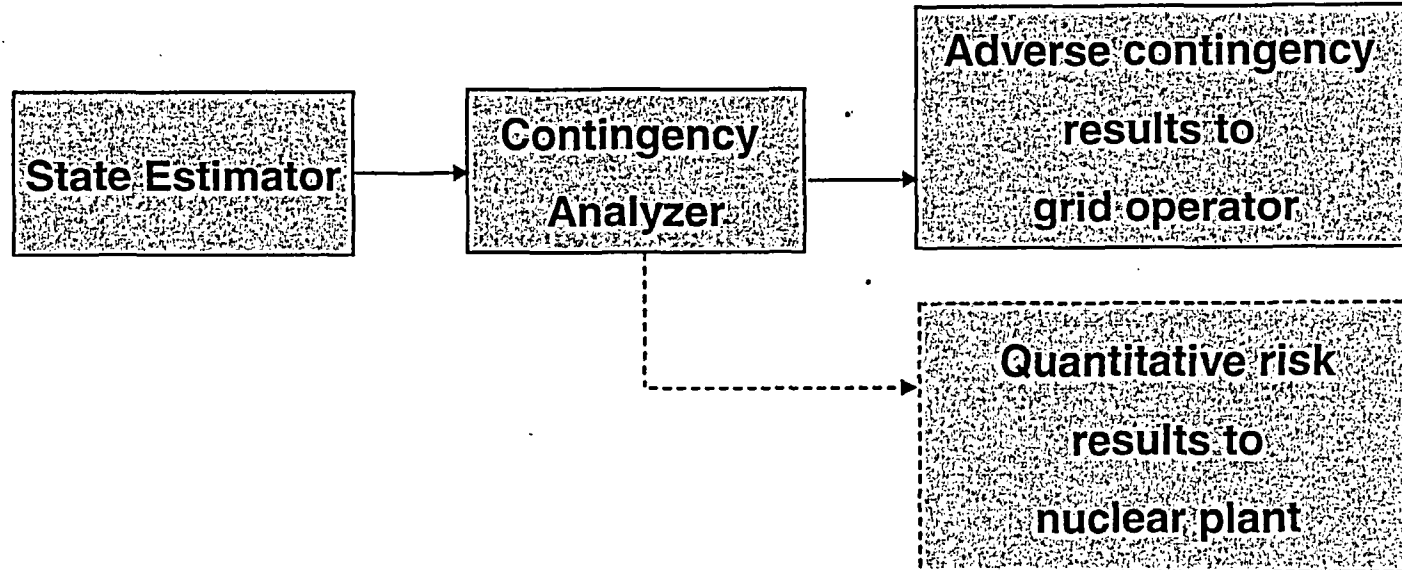 State Estimator
Contingency
Analyzer
Adverse contingency
results to
grid operator
Quantitative risk
results to
nuclear plant